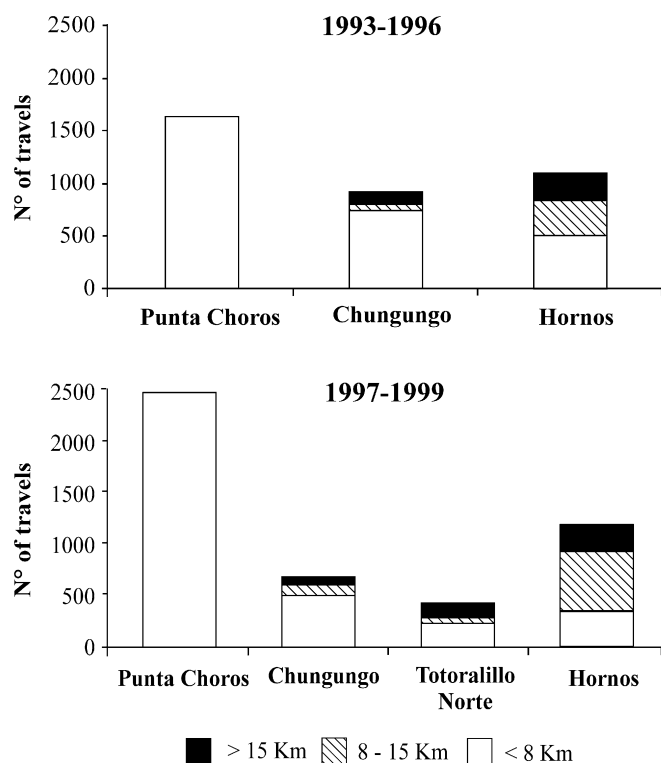 1993-1996
N° of travels
2500
2000
1500
1000
500
0
Punta Choros Chungungo Hornos
1997-1999
N° of travels
2500
2000
1500
1000
500
0
Punta Choros Chungungo Totoralillo Hornos
Norte
> 15 Km 8 - 15 Km < 8 Km